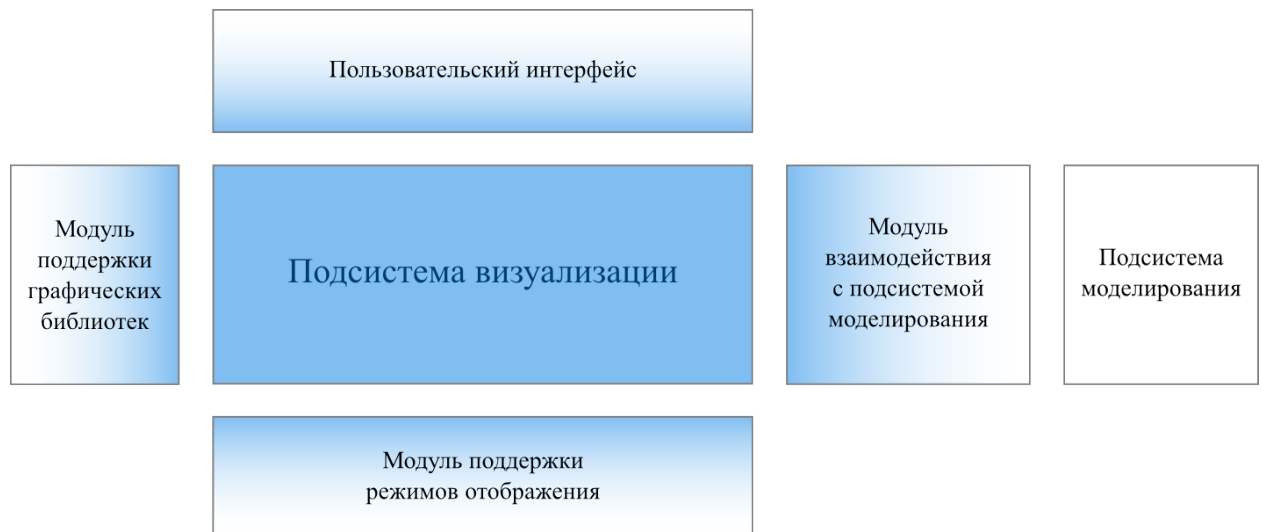 Пользовательский интерфейс
Модуль
поддержки
графических
библиотек
Подсистема визуализации
Модуль
взаимодействия
с подсистемой
моделирования
Подсистема
моделирования
Модуль поддержки
режимов отображения